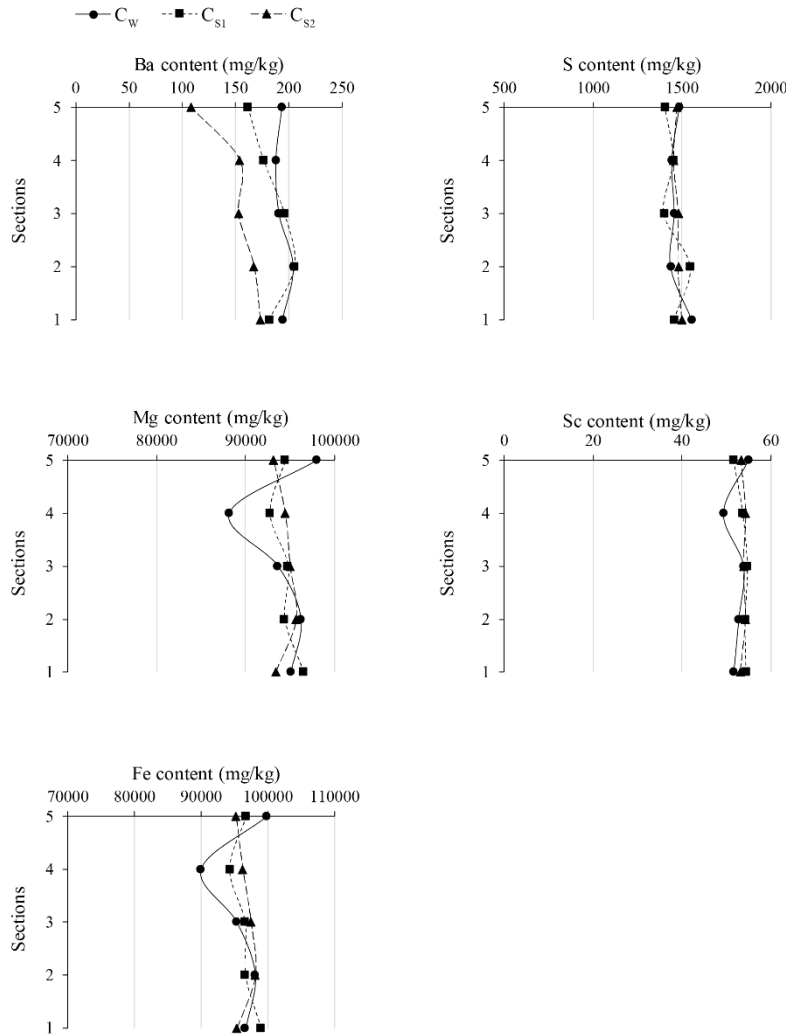 C_W C_S1 C_S2
Ba content (mg/kg)
0 50 100 150 200 250
5
4
3
2
1
Sections
S content (mg/kg)
500 1000 1500 2000
5
4
3
2
1
Sections
Mg content (mg/kg)
70000 80000 90000 100000
5
4
3
2
1
Sections
Sc content (mg/kg)
0 20 40 60
5
4
3
2
1
Sections
Fe content (mg/kg)
70000 80000 90000 100000 110000
5
4
3
2
1
Sections